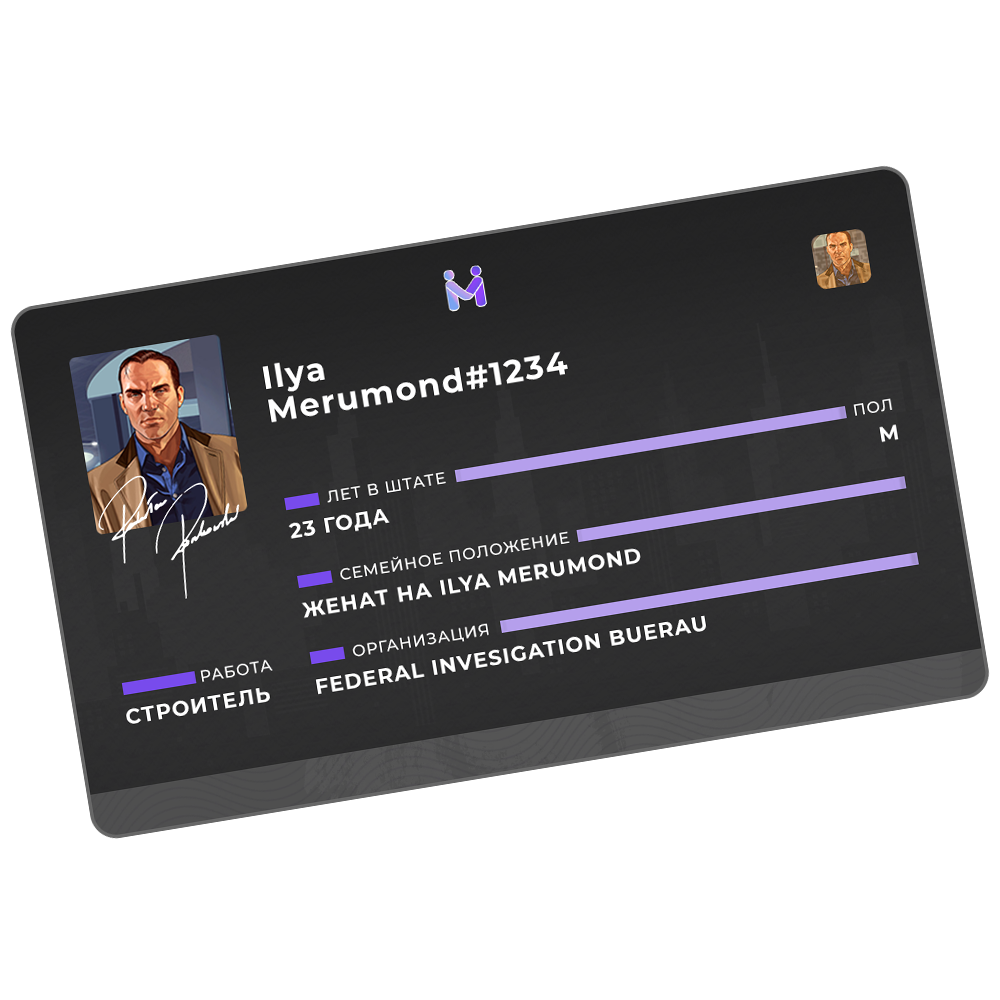 Ilya
Merumond#1234
ПОЛ
М
ЛЕТ В ШТАТЕ
23 ГОДА
СЕМЕЙНОЕ ПОЛОЖЕНИЕ
ЖЕНАТ НА ILYA MERUMOND
ОРГАНИЗАЦИЯ
FEDERAL INVESIGATION BUERAU
РАБОТА
СТРОИТЕЛЬ